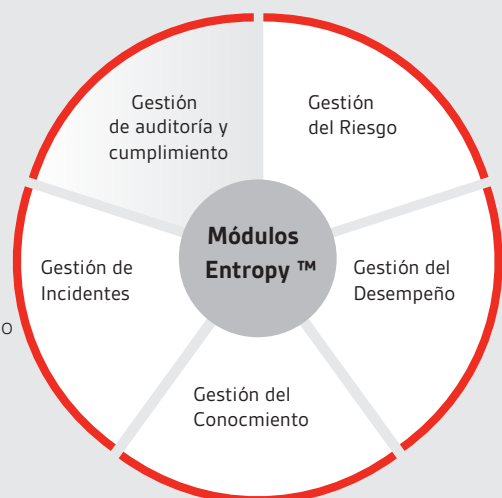 Gestión
de auditoría y
cumplimiento
Gestión
del Riesgo
Módulos
Entropy ™
Gestión de
Incidentes
Gestión del
Desempeño
o
Gestión del
Conocmiento